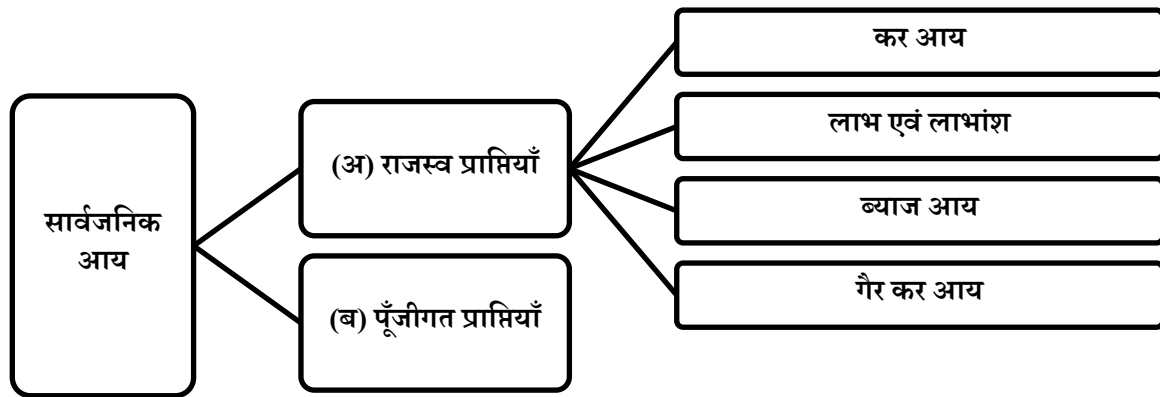 सार्वजनिक
आय
(अ) राजस्व प्राप्तियाँ
(ब) पूँजीगत प्राप्तियाँ
कर आय
लाभ एवं लाभांश
ब्याज आय
गैर कर आय